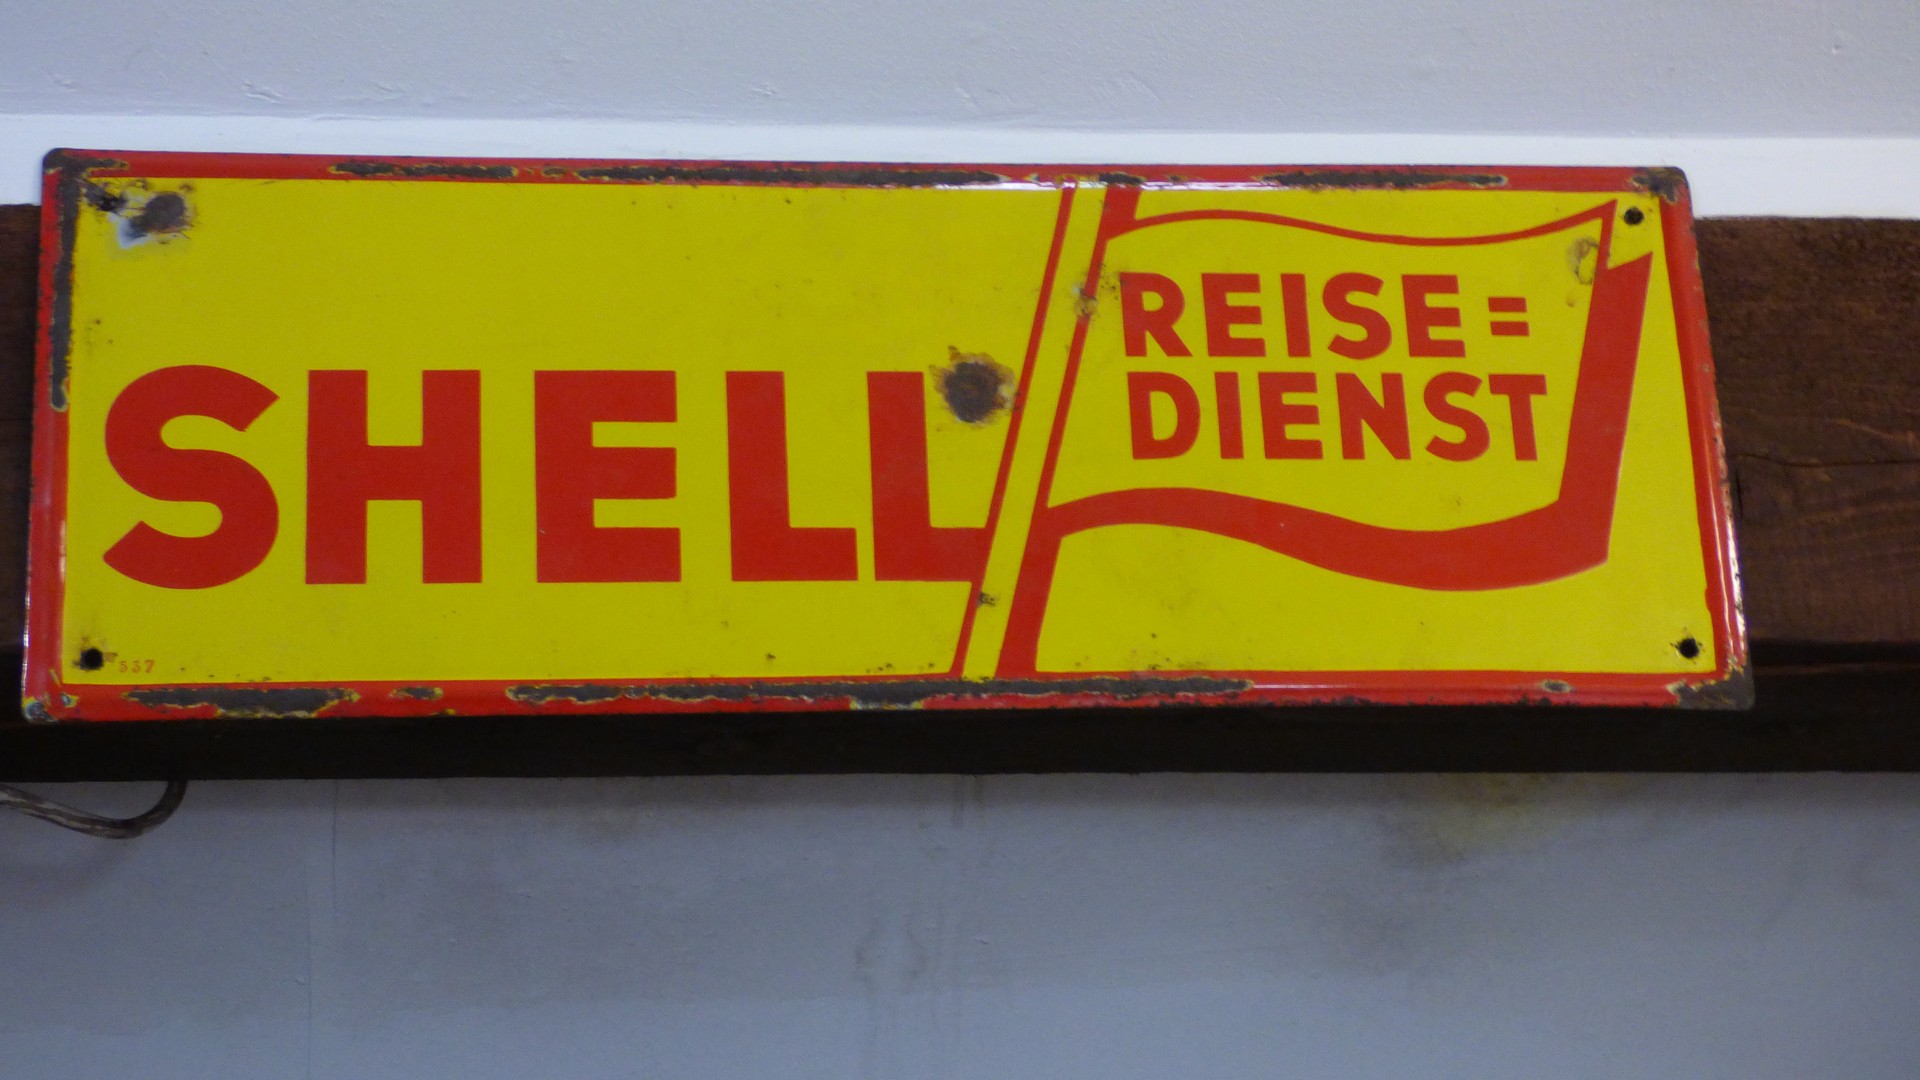 SHELL
REISE=
DIENST
537